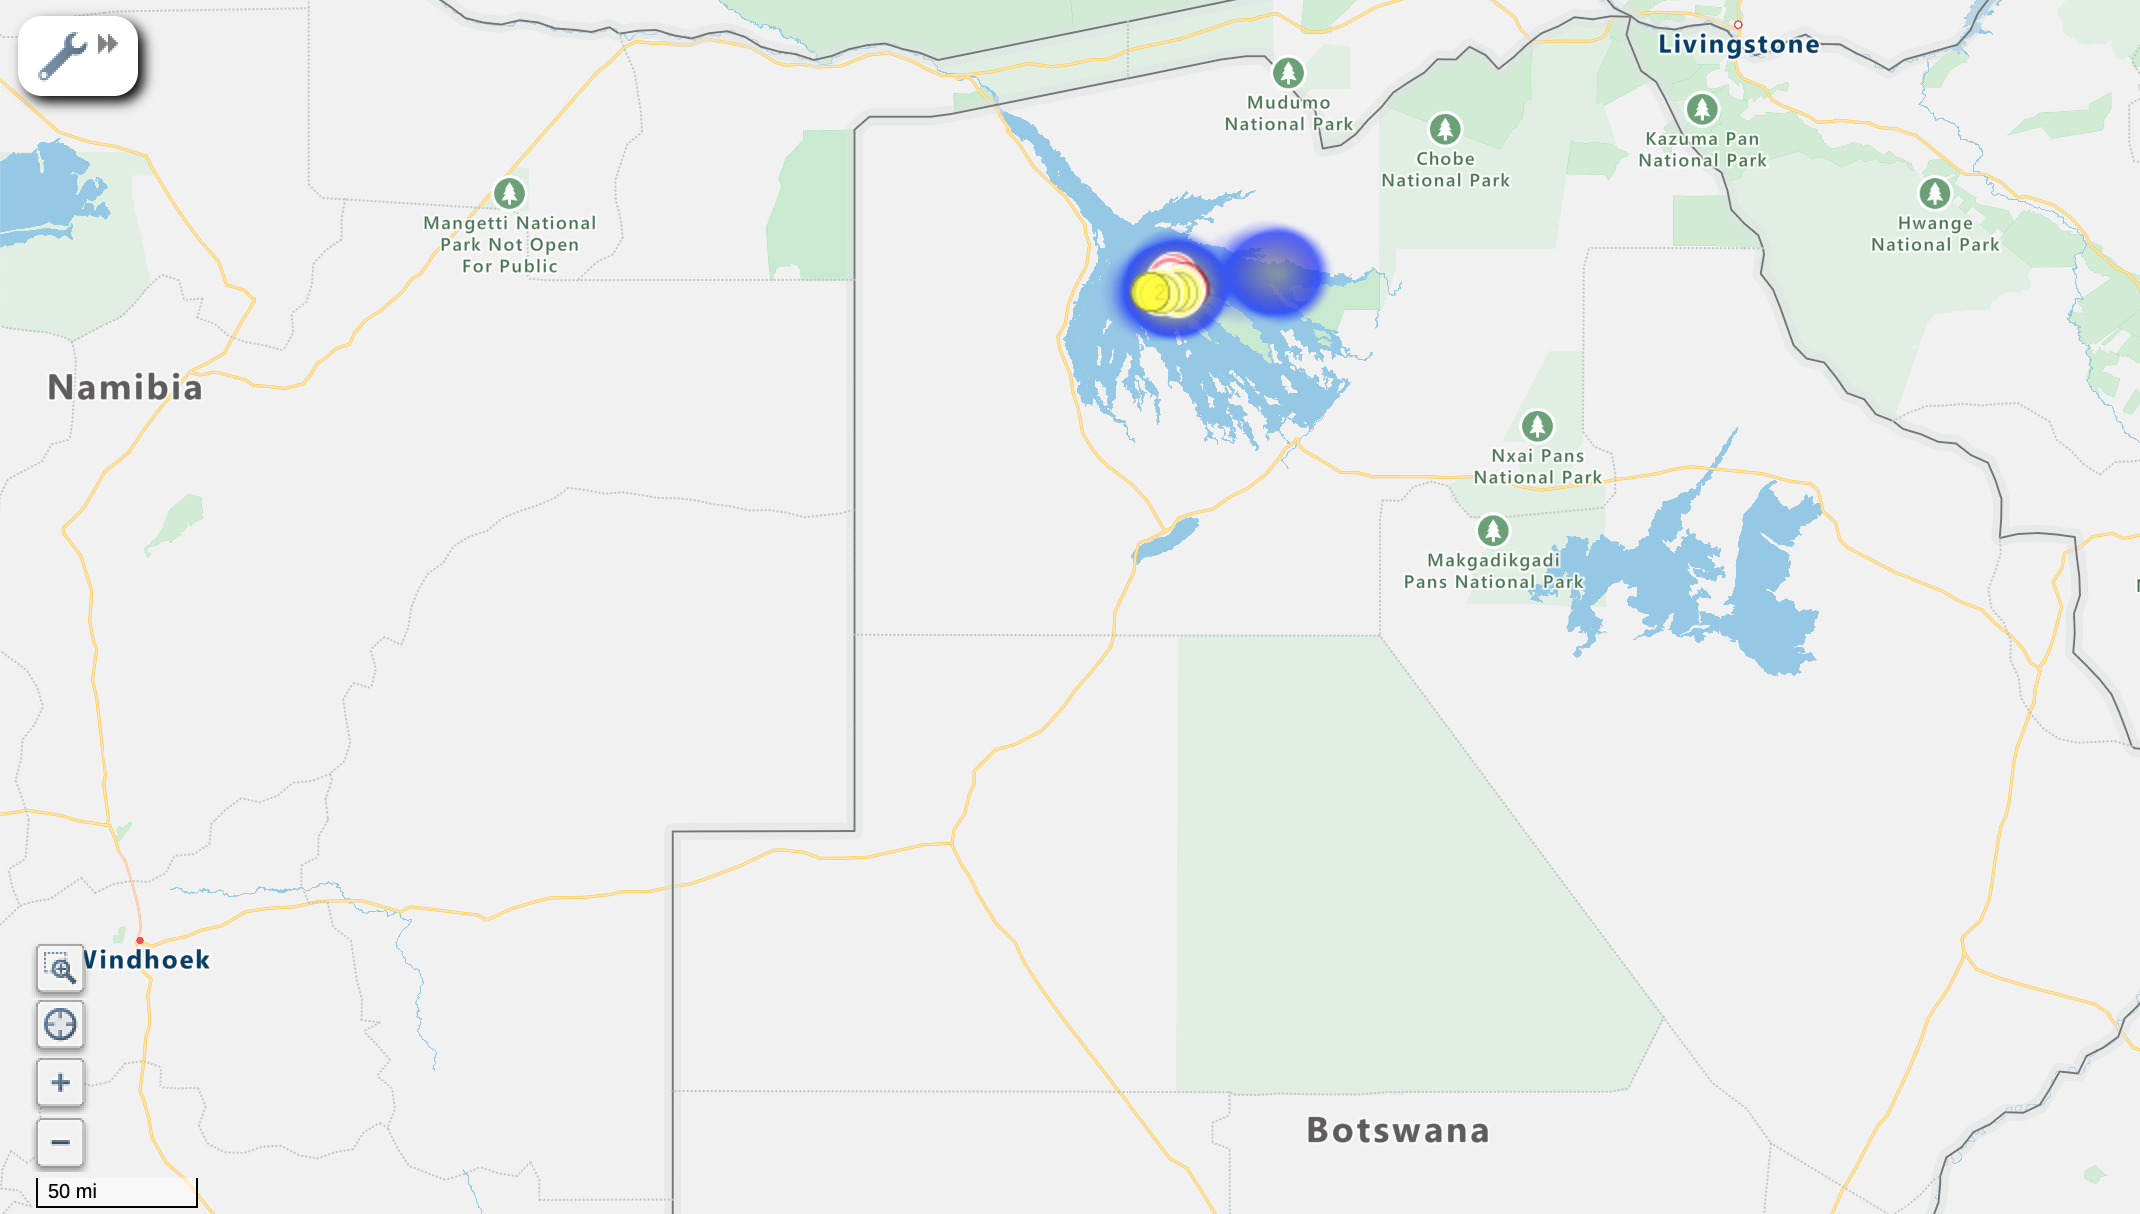 Livingstone
Mudumo
National Park
Chobe
National Park
Kazuma Pan
National Park
Mangetti National
Park Not Open
For Public
Hwange
National Park
2
Namibia
Nxai Pans
National Park
Makgadikgadi
Pans National Park
Windhoek
Botswana
50 mi